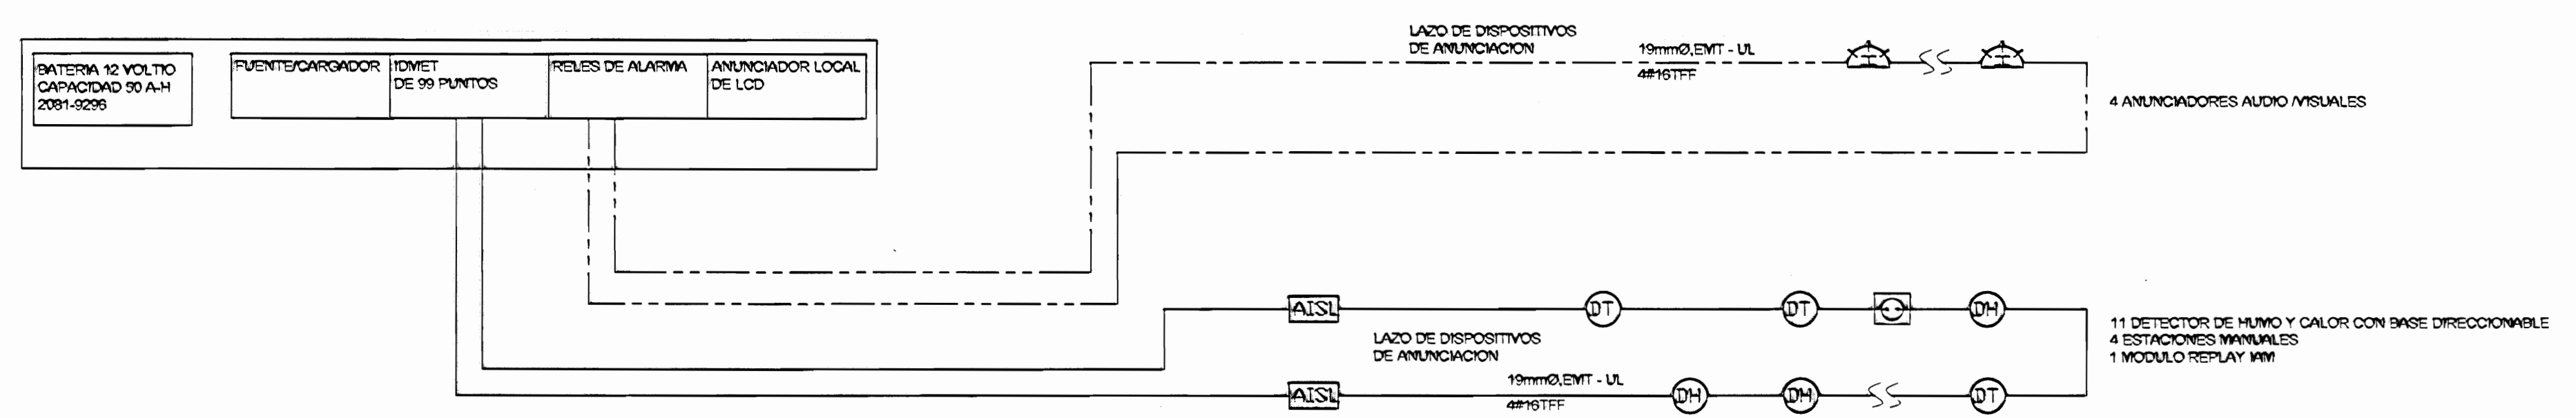 BATERIA 12 VOLTIO
CAPACIDAD 50 A-H
2081-9296
FUENTE/CARGADOR
IDMET
DE 99 PUNTOS
RELES DE ALARMA
ANUNCIADOR LOCAL
DE LCD
LAZO DE DISPOSITIVOS
DE ANUNCIACION
19mmØ,EMT - UL
4#16TFF
4 ANUNCIADORES AUDIO /VISUALES
AISL
DT
DT
DH
LAZO DE DISPOSITIVOS
DE ANUNCIACION
19mmØ,EMT - UL
4#16TFF
AISL
DH
DH
DT
11 DETECTOR DE HUMO Y CALOR CON BASE DIRECCIONABLE
4 ESTACIONES MANUALES
1 MODULO REPLAY IAM